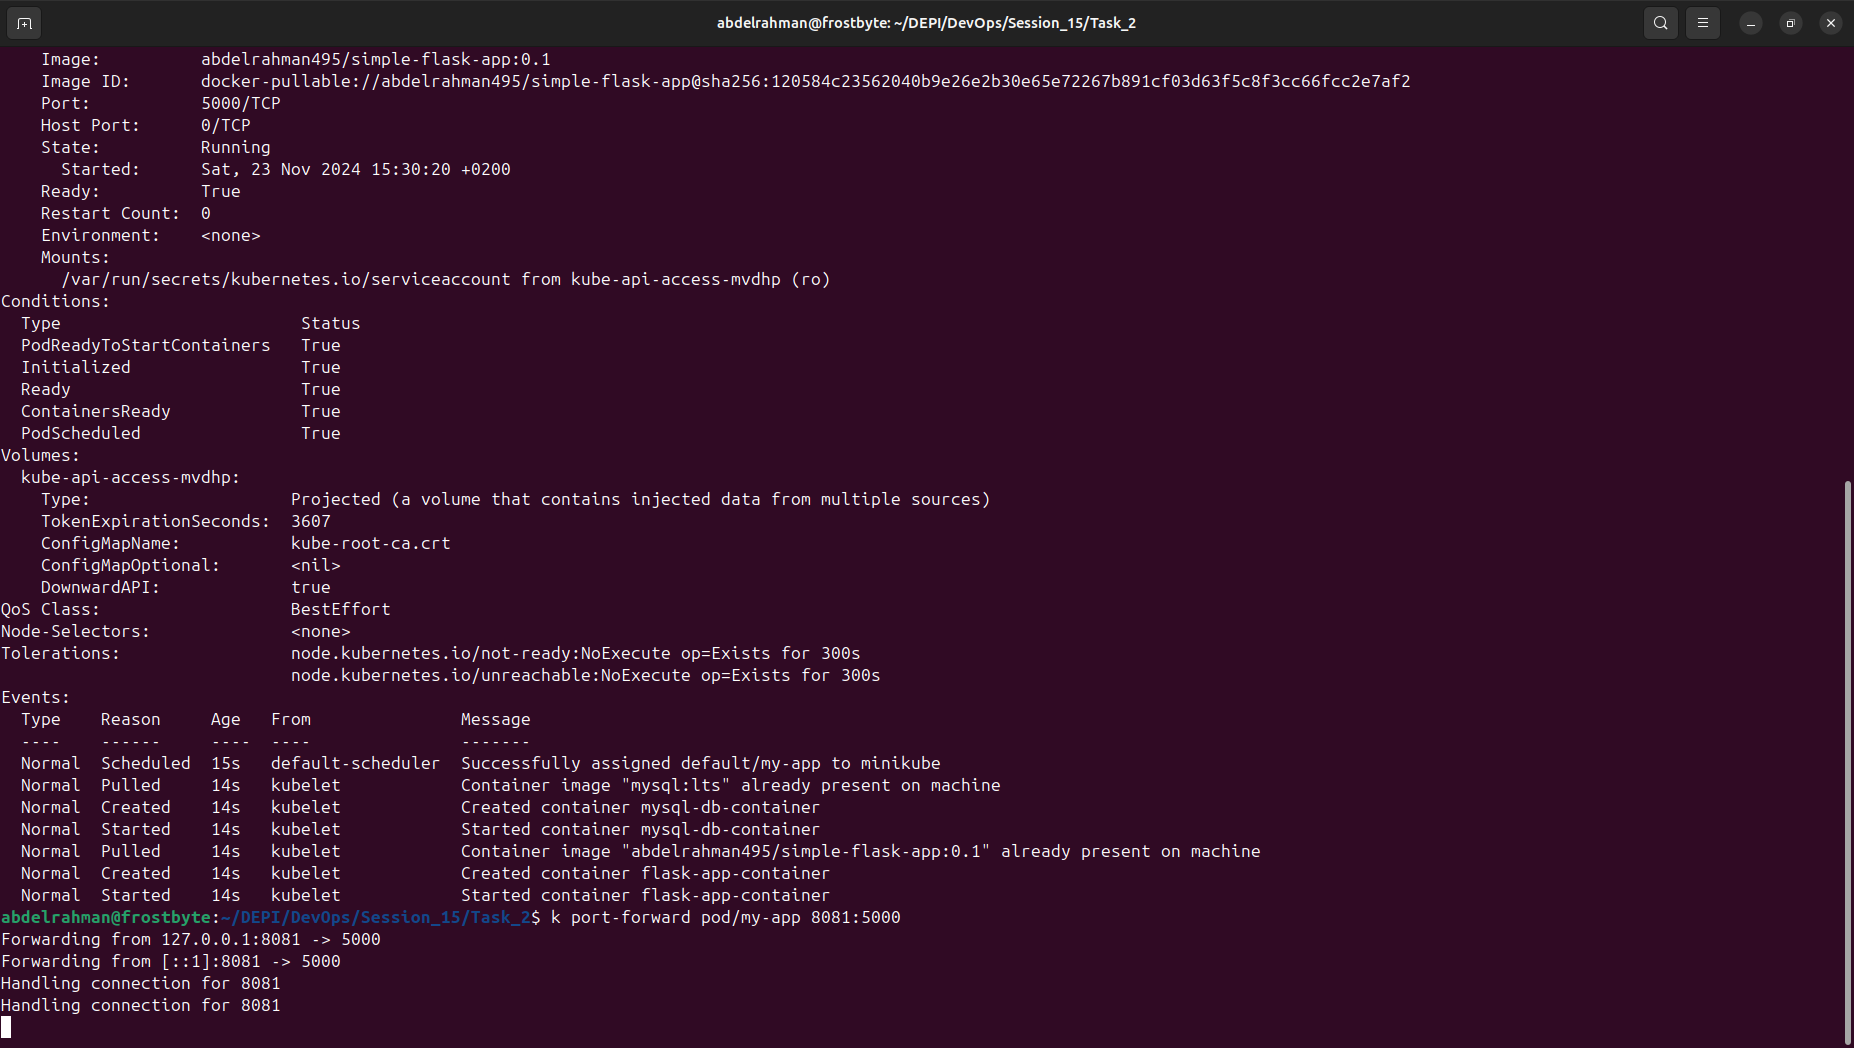 abdelrahman@frostbyte: ~/DEPI/DevOps/Session_15/Task_2
    Image:          abdelrahman495/simple-flask-app:0.1
    Image ID:       docker-pullable://abdelrahman495/simple-flask-app@sha256:120584c23562040b9e26e2b30e65e72267b891cf03d63f5c8f3cc66fcc2e7af2
    Port:           5000/TCP
    Host Port:      0/TCP
    State:          Running
      Started:      Sat, 23 Nov 2024 15:30:20 +0200
    Ready:          True
    Restart Count:  0
    Environment:    <none>
    Mounts:
      /var/run/secrets/kubernetes.io/serviceaccount from kube-api-access-mvdhp (ro)
Conditions:
  Type                        Status
  PodReadyToStartContainers   True
  Initialized                 True
  Ready                       True
  ContainersReady             True
  PodScheduled                True
Volumes:
  kube-api-access-mvdhp:
    Type:                    Projected (a volume that contains injected data from multiple sources)
    TokenExpirationSeconds:  3607
    ConfigMapName:           kube-root-ca.crt
    ConfigMapOptional:       <nil>
    DownwardAPI:             true
QoS Class:                   BestEffort
Node-Selectors:              <none>
Tolerations:                 node.kubernetes.io/not-ready:NoExecute op=Exists for 300s
                             node.kubernetes.io/unreachable:NoExecute op=Exists for 300s
Events:
  Type    Reason     Age   From               Message
  ----    ------     ----  ----               -------
  Normal  Scheduled  15s   default-scheduler  Successfully assigned default/my-app to minikube
  Normal  Pulled     14s   kubelet            Container image "mysql:lts" already present on machine
  Normal  Created    14s   kubelet            Created container mysql-db-container
  Normal  Started    14s   kubelet            Started container mysql-db-container
  Normal  Pulled     14s   kubelet            Container image "abdelrahman495/simple-flask-app:0.1" already present on machine
  Normal  Created    14s   kubelet            Created container flask-app-container
  Normal  Started    14s   kubelet            Started container flask-app-container
abdelrahman@frostbyte:~/DEPI/DevOps/Session_15/Task_2$ k port-forward pod/my-app 8081:5000
Forwarding from 127.0.0.1:8081 -> 5000
Forwarding from [::1]:8081 -> 5000
Handling connection for 8081
Handling connection for 8081